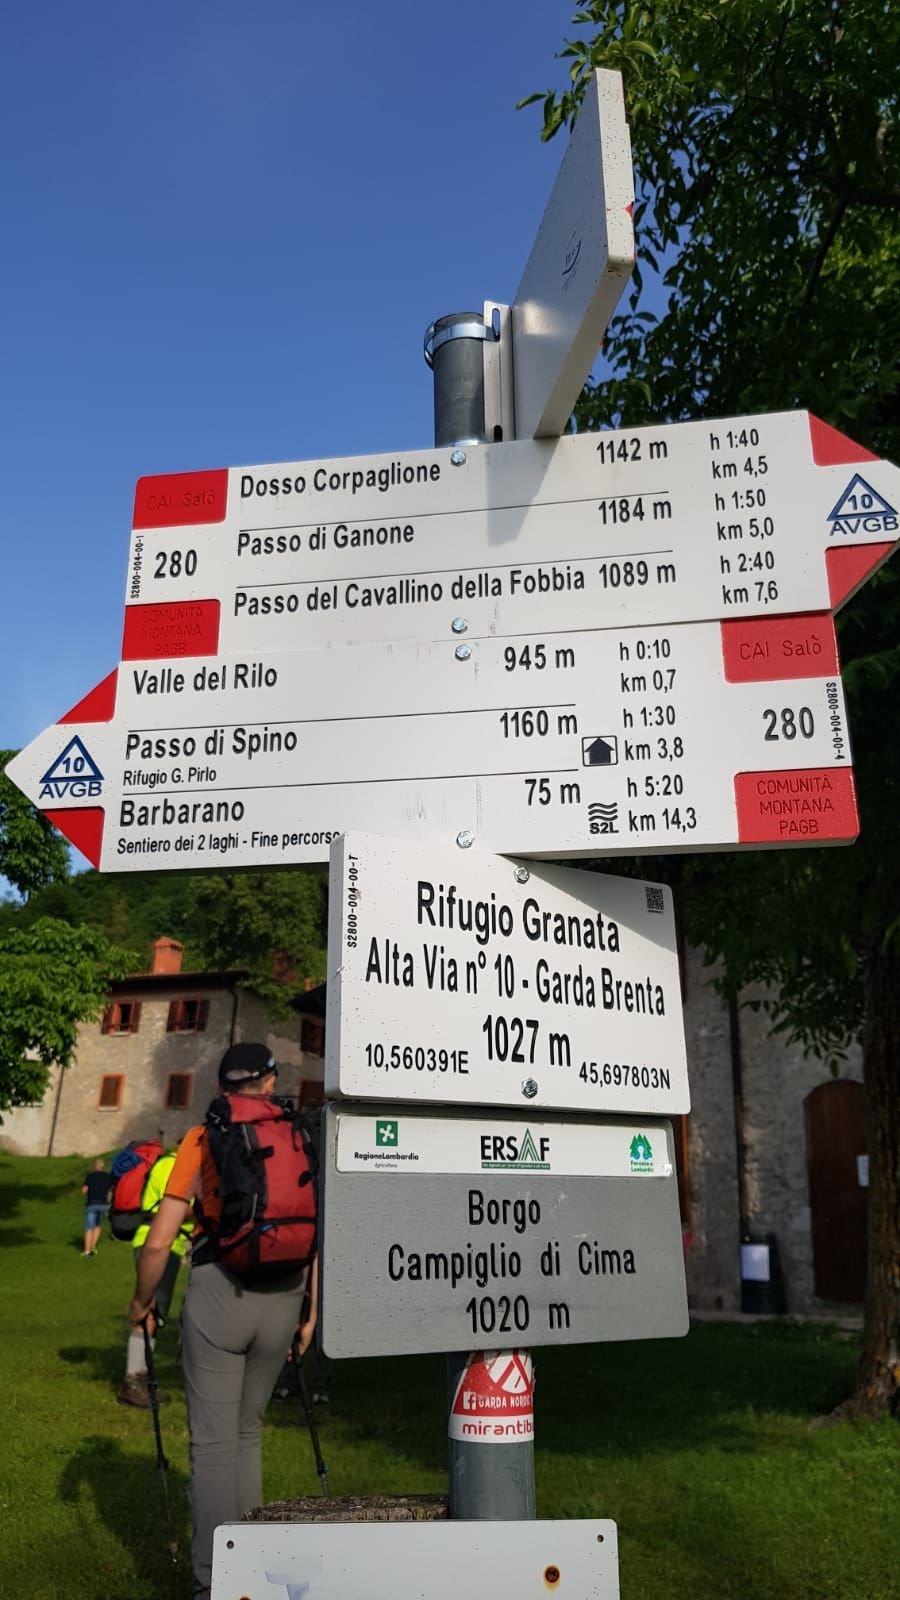 CAI Salò
280
S2800-004-00-1
COMUNITÀ
MONTANA
PAGB
Dosso Corpaglione 1142 m h 1:40
km 4,5
Passo di Ganone 1184 m h 1:50
km 5,0
Passo del Cavallino della Fobbia 1089 m h 2:40
km 7,6
10
AVGB
Valle del Rilo 945 m h 0:10
km 0,7
Passo di Spino 1160 m h 1:30
Rifugio G. Pirlo km 3,8
Barbarano 75 m h 5:20
Sentiero dei 2 laghi - Fine percorso S2L km 14,3
10
AVGB
CAI Salò
280
S2800-004-00-4
COMUNITÀ
MONTANA
PAGB
S2800-004-00-T
Rifugio Granata
Alta Via n° 10 - Garda Brenta
1027 m
10,560391E 45,697803N
RegioneLombardia
Agricoltura
ERSAF
Foreste di
Lombardia
Borgo
Campiglio di Cima
1020 m
GARDA NORDIC
mirantibu